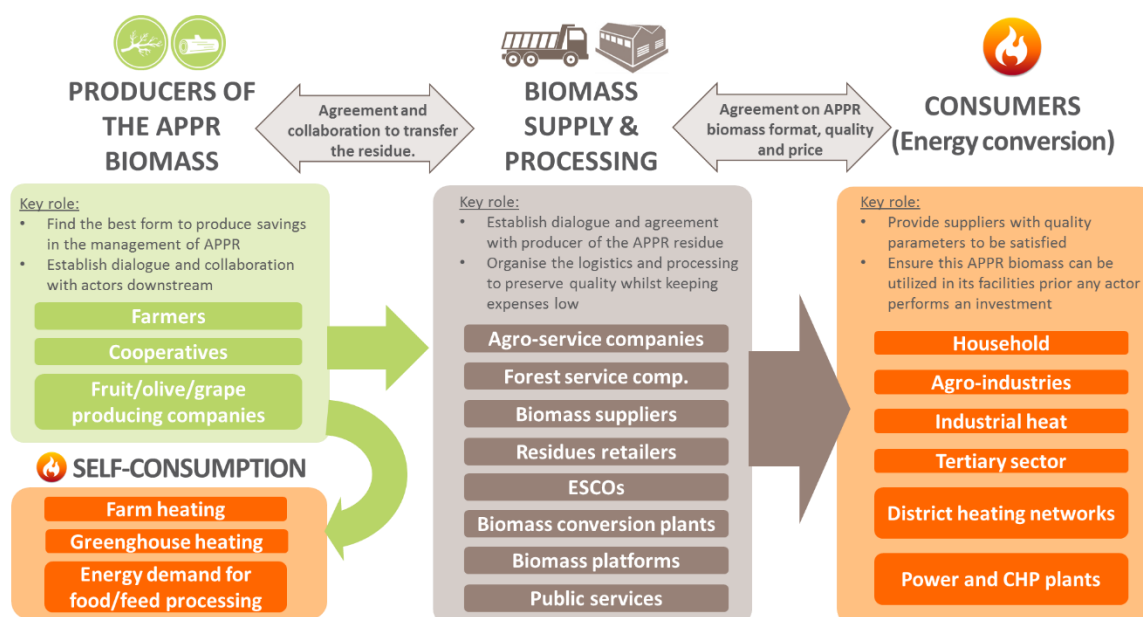 PRODUCERS OF
THE APPR
BIOMASS
Agreement and
collaboration to transfer
the residue.
BIOMASS
SUPPLY &
PROCESSING
Agreement on APPR
biomass format, quality
and price
CONSUMERS
(Energy conversion)
Key role:
• Find the best form to produce savings
in the management of APPR
• Establish dialogue and collaboration
with actors downstream
Farmers
Cooperatives
Fruit/olive/grape
producing companies
SELF-CONSUMPTION
Farm heating
Greenghouse heating
Energy demand for
food/feed processing
Key role:
• Establish dialogue and agreement
with producer of the APPR residue
• Organise the logistics and processing
to preserve quality whilst keeping
expenses low
Agro-service companies
Forest service comp.
Biomass suppliers
Residues retailers
ESCOs
Biomass conversion plants
Biomass platforms
Public services
Key role:
• Provide suppliers with quality
parameters to be satisfied
• Ensure this APPR biomass can be
utilized in its facilities prior any actor
performs an investment
Household
Agro-industries
Industrial heat
Tertiary sector
District heating networks
Power and CHP plants